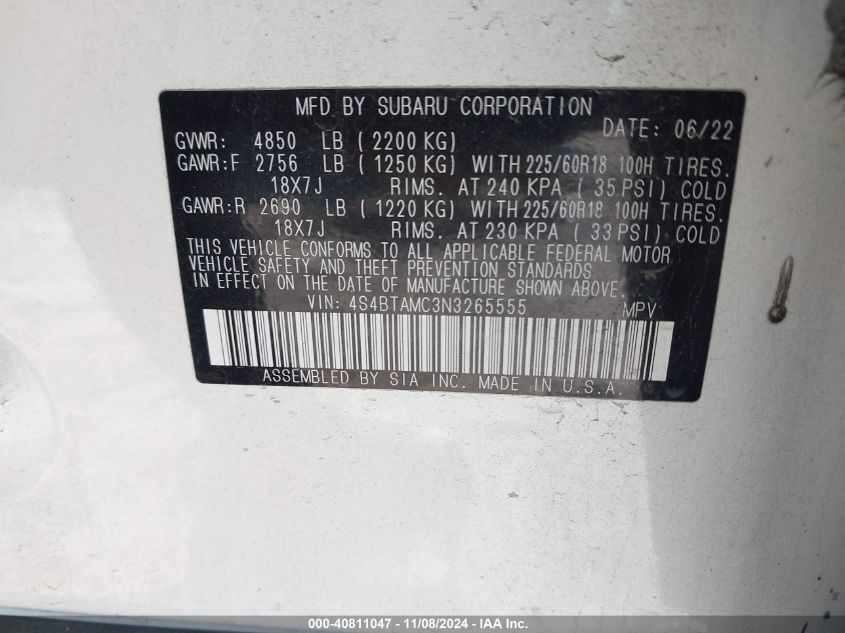 MFD BY SUBARU CORPORATION
DATE: 06/22
GVWR: 4850 LB ( 2200 KG)
GAWR:F 2756 LB ( 1250 KG) WITH 225/60R18 100H TIRES.
18X7J RIMS. AT 240 KPA ( 35 PSI) COLD
GAWR:R 2690 LB ( 1220 KG) WITH 225/60R18 100H TIRES.
18X7J RIMS. AT 230 KPA ( 33 PSI) COLD
THIS VEHICLE CONFORMS TO ALL APPLICABLE FEDERAL MOTOR
VEHICLE SAFETY AND THEFT PREVENTION STANDARDS
IN EFFECT ON THE DATE OF MANUFACTURE SHOWN ABOVE.
VIN: 4S4BTAMC3N3265555 MPV
ASSEMBLED BY SIA INC. MADE IN U.S.A.
000-40811047 - 11/08/2024 - IAA Inc.